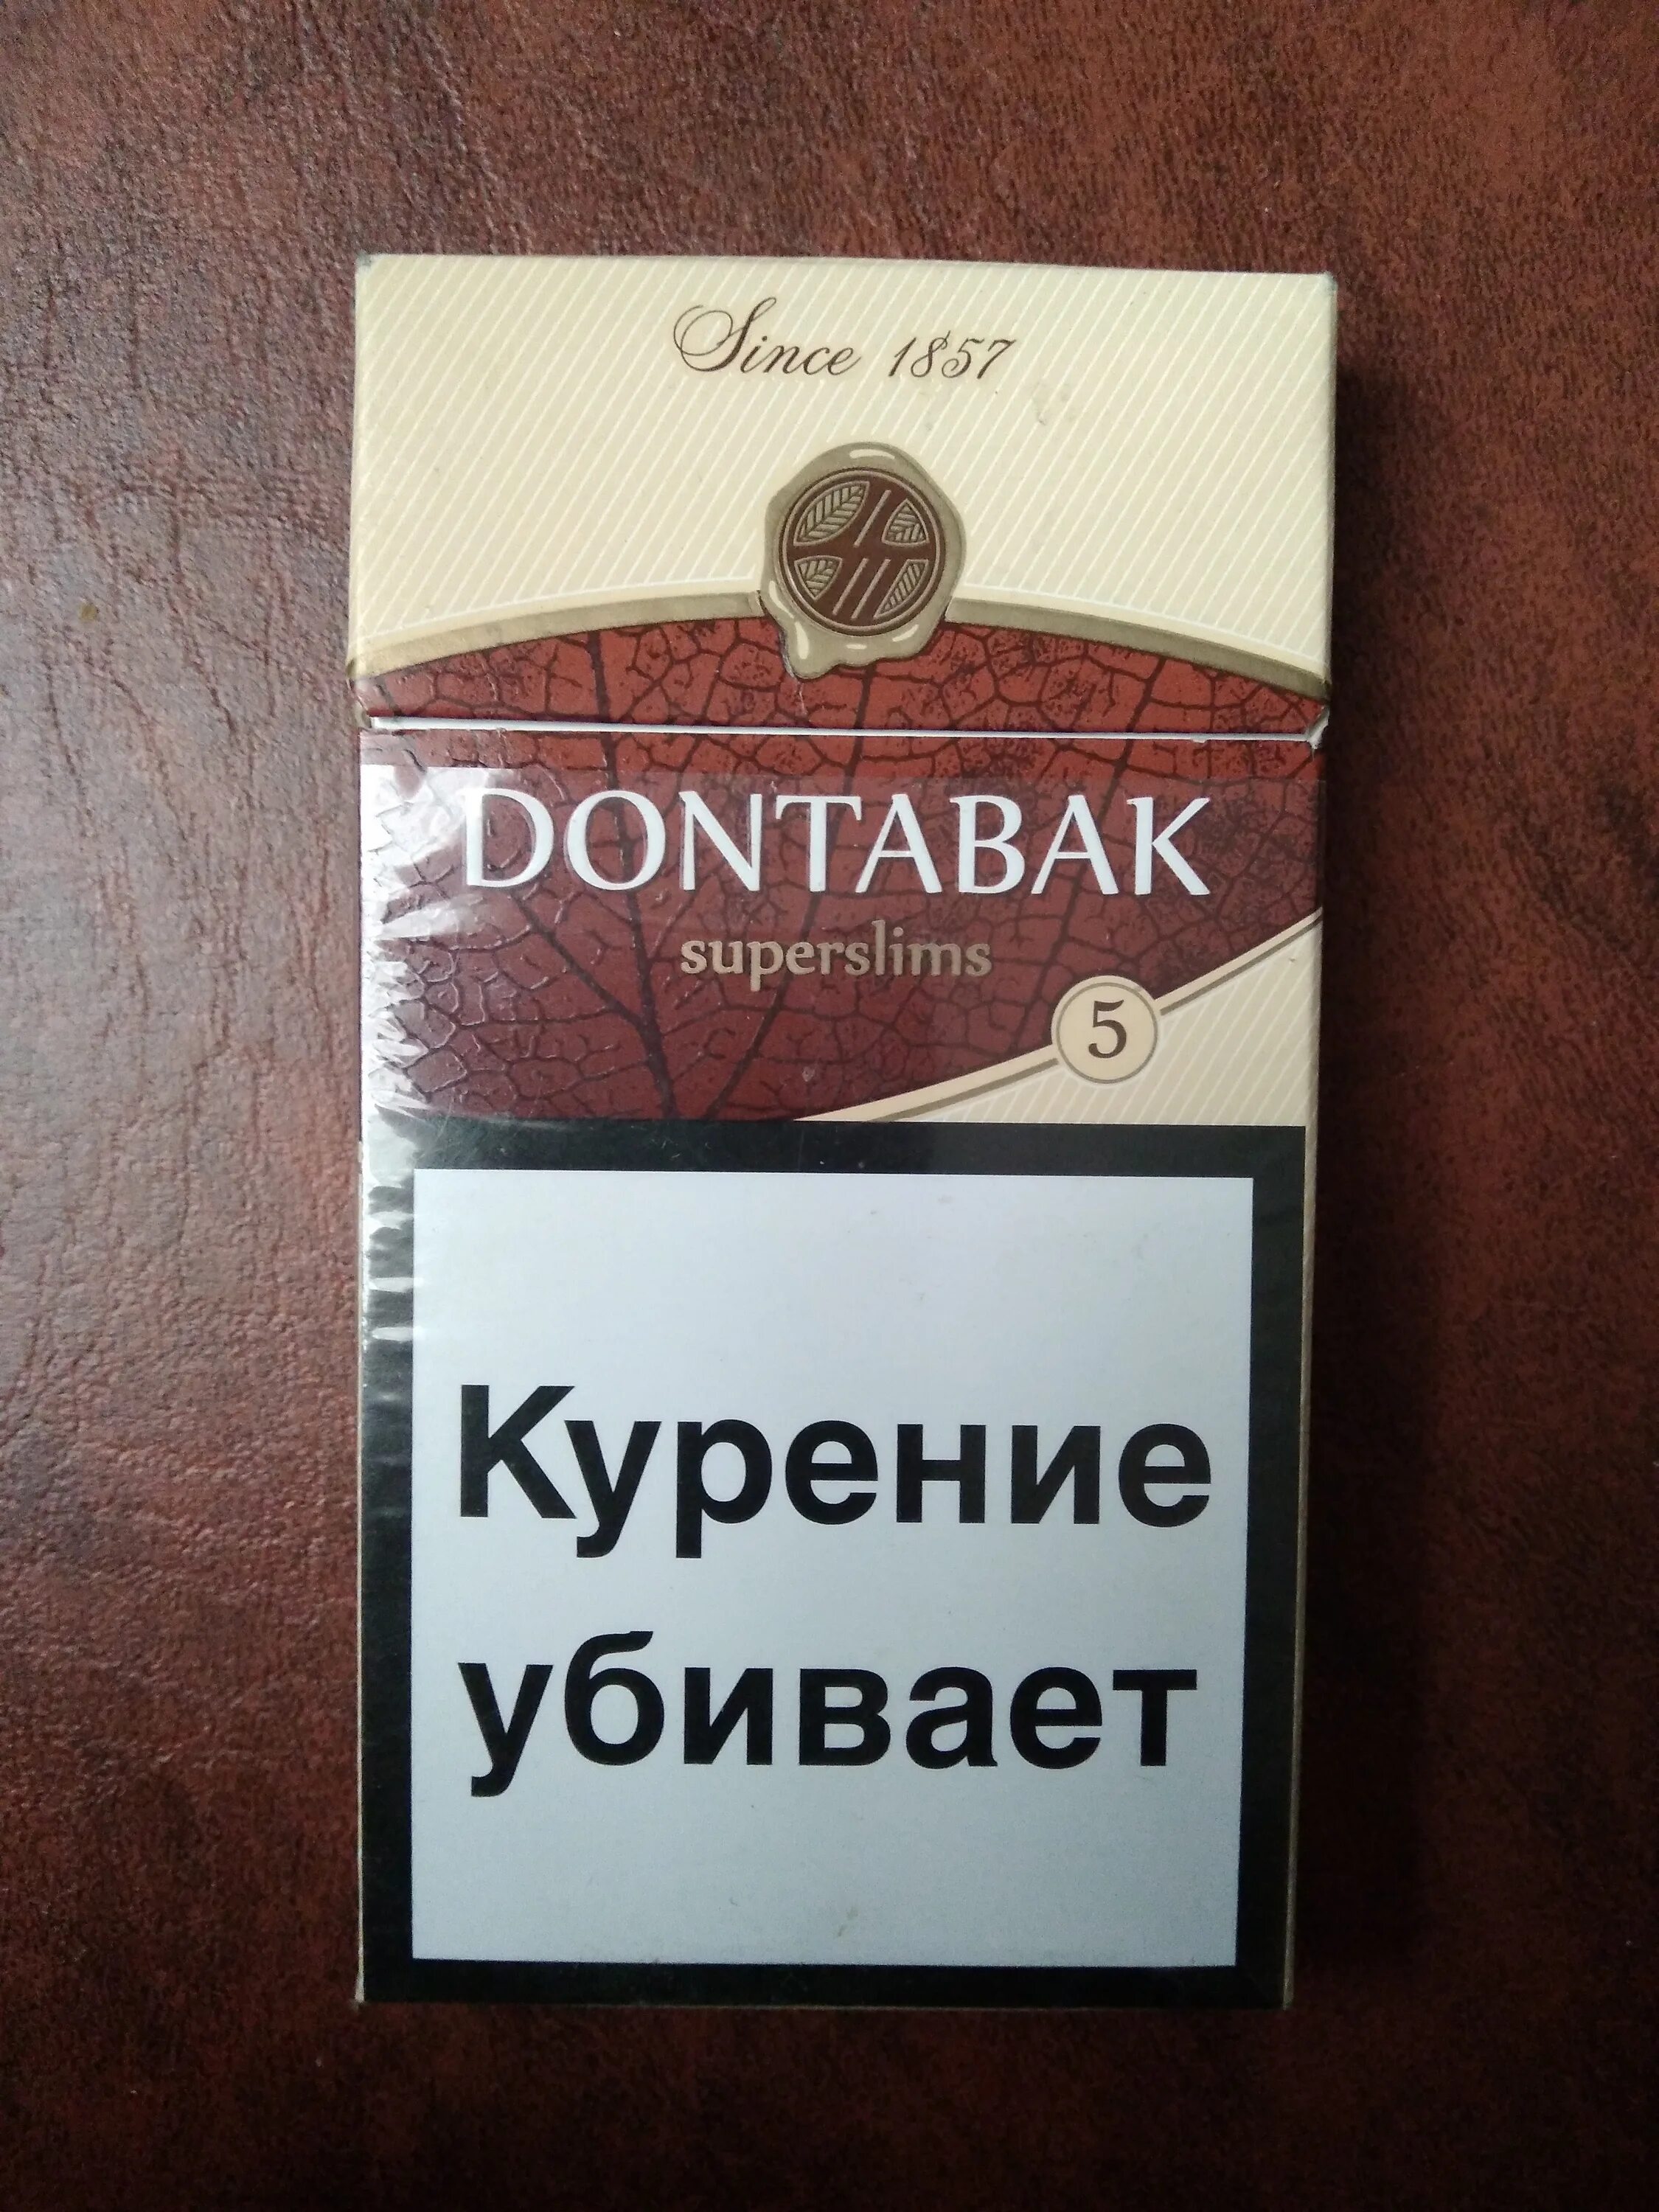 Since 1857
DONTABAK
superslims
5
Курение
убивает